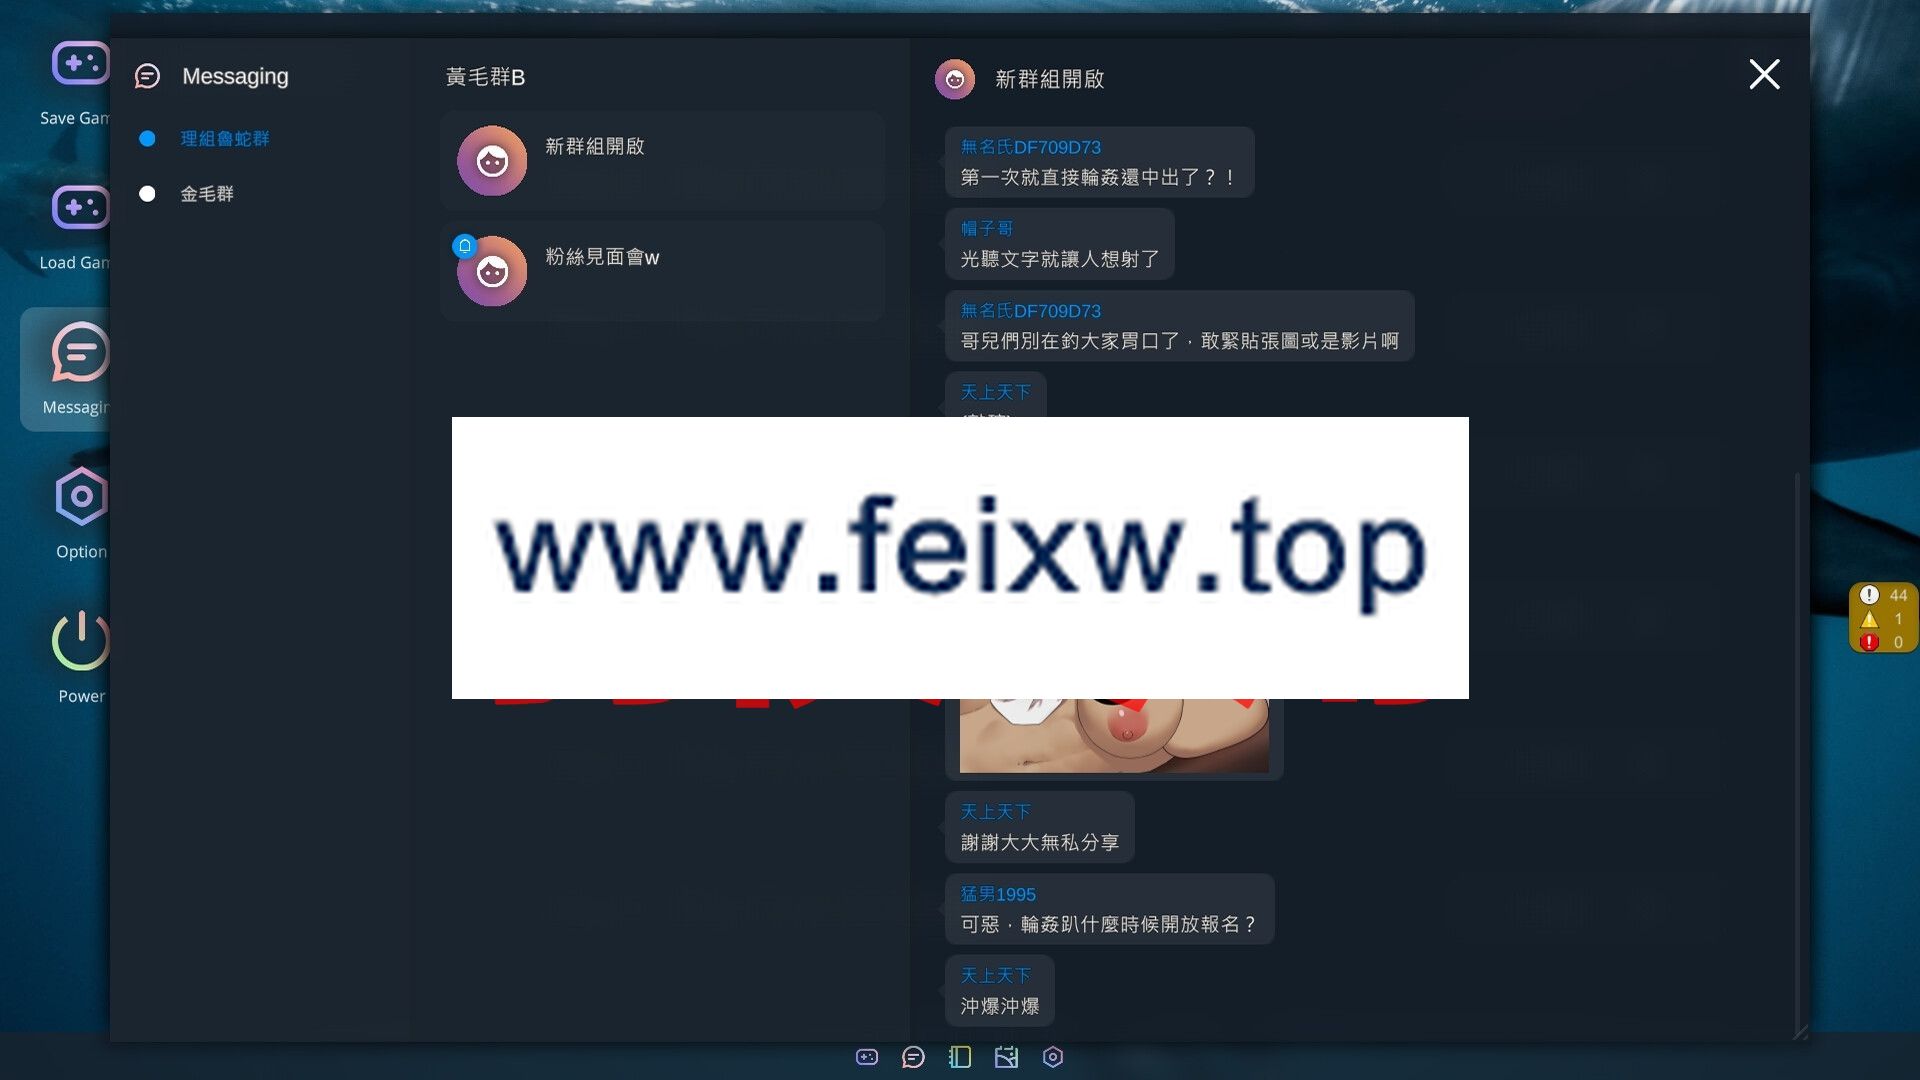 Messaging
理組魯蛇群
金毛群
Save Gam
Load Gam
Messagin
Option
Power
黃毛群B
新群組開啟
粉絲見面會w
新群組開啟
無名氏DF709D73
第一次就直接輪姦還中出了？！
帽子哥
光聽文字就讓人想射了
無名氏DF709D73
哥兒們別在釣大家胃口了，敢緊貼張圖或是影片啊
天上天下
www.feixw.top
天上天下
謝謝大大無私分享
猛男1995
可惡，輪姦趴什麼時候開放報名？
天上天下
沖爆沖爆
44
1
0